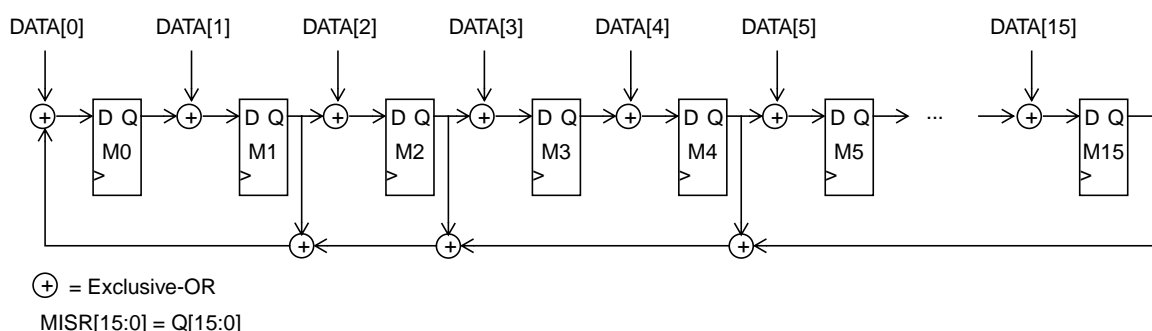 DATA[0] DATA[1] DATA[2] DATA[3] DATA[4] DATA[5] DATA[15]
D Q D Q D Q D Q D Q D Q ... D Q
M0 M1 M2 M3 M4 M5 M15
= Exclusive-OR
MISR[15:0] = Q[15:0]